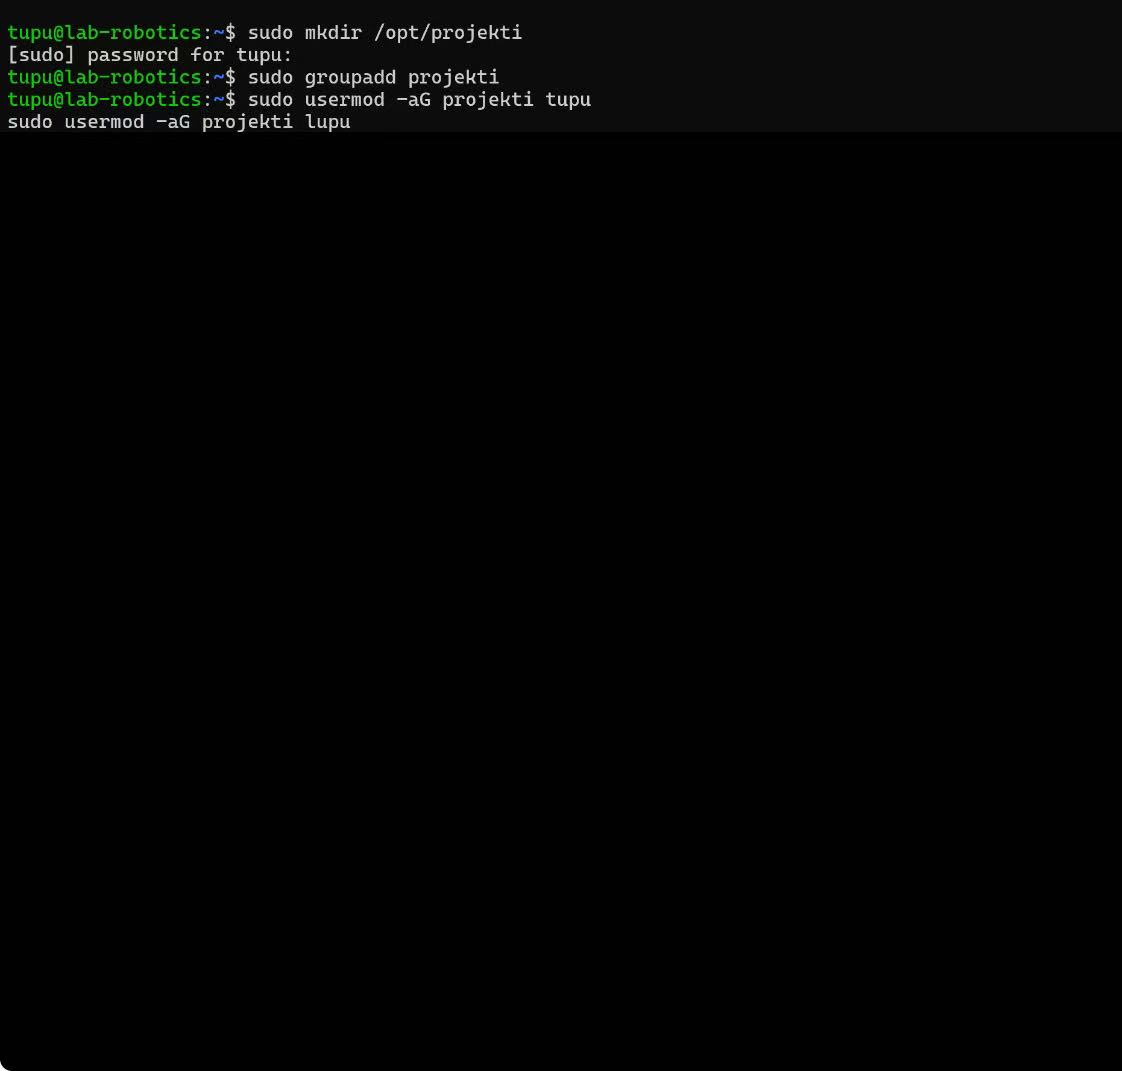 tupu@lab-robotics:~$ sudo mkdir /opt/projekti
[sudo] password for tupu:
tupu@lab-robotics:~$ sudo groupadd projekti
tupu@lab-robotics:~$ sudo usermod -aG projekti tupu
sudo usermod -aG projekti lupu